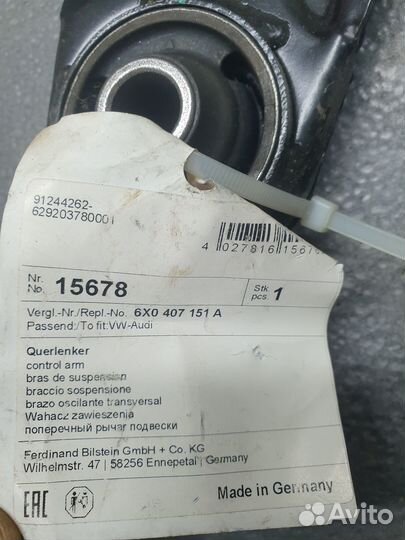 91244262-
629203780001
4 027816 156
Nr.
No. 15678
Stk.
pcs. 1
Vergl.-Nr./Repl.-No. 6X0 407 151 A
Passend:/To fit:VW-Audi
Querlenker
control arm
bras de suspension
braccio sospensione
brazo oscilante transversal
Wahacz zawieszenia
поперечный рычаг подвески
Ferdinand Bilstein GmbH + Co. KG
Wilhelmstr. 47 | 58256 Ennepetal, Germany
EAC
Made in Germany
Avito